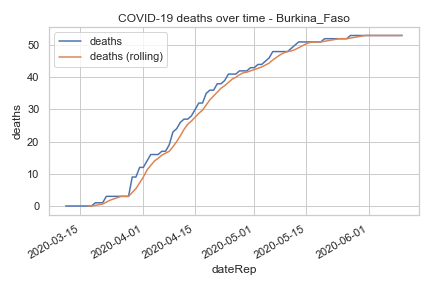 COVID-19 deaths over time - Burkina_Faso
deaths
deaths (rolling)
50
40
30
20
10
0
deaths
2020-03-15
2020-04-01
2020-04-15
2020-05-01
2020-05-15
2020-06-01
dateRep